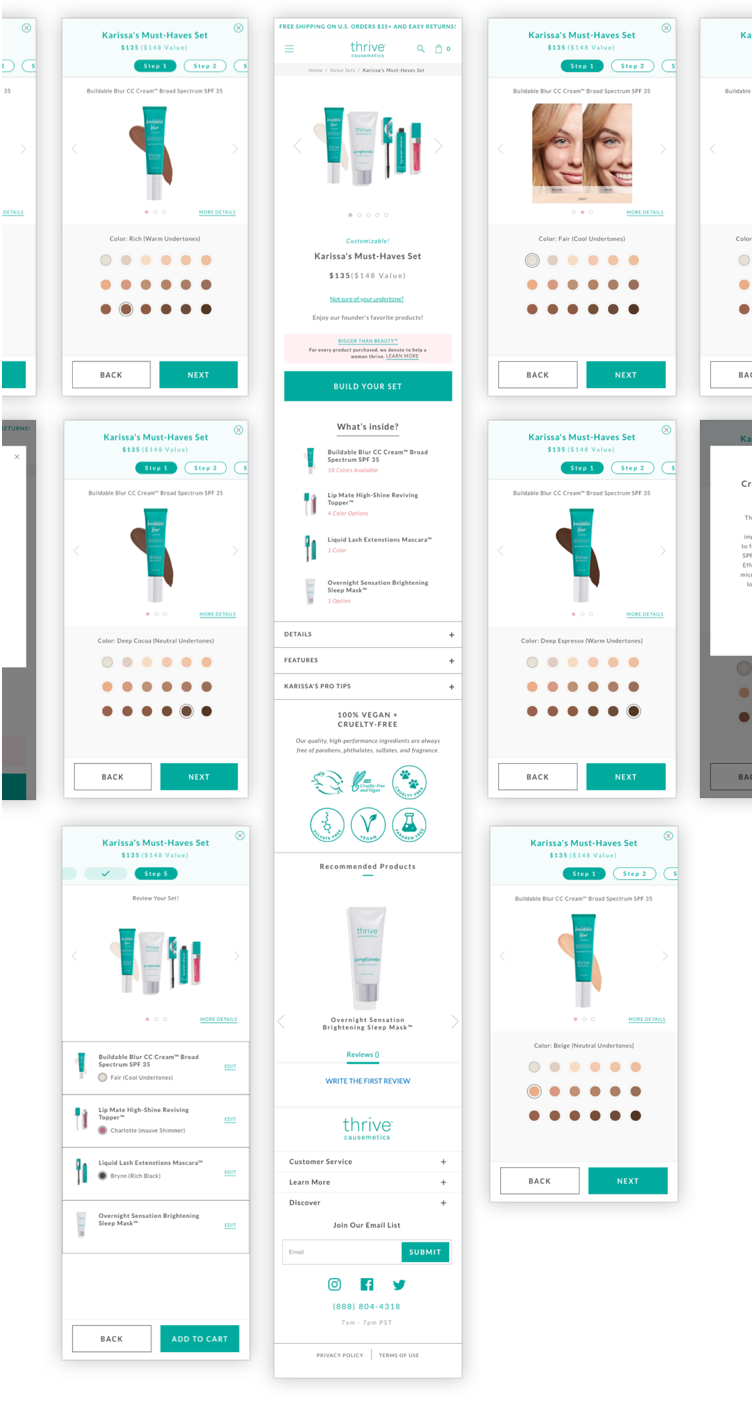 35
DETAILS
Karissa's Must-Haves Set
$135 ($148 Value)
Step 1
Step 2
S
Buildable Blur CC Cream™ Broad Spectrum SPF 35
MORE DETAILS
Color: Rich (Warm Undertones)
BACK
NEXT
FREE SHIPPING ON U.S. ORDERS $35+ AND EASY RETURNS!
thrive
causemetics
0
Home / Value Sets / Karissa's Must-Haves Set
Customizable!
Karissa's Must-Haves Set
$135($148 Value)
Not sure of your undertone?
Enjoy our founder's favorite products!
BIGGER THAN BEAUTY™
For every product purchased, we donate to help a
woman thrive. LEARN MORE
BUILD YOUR SET
What's inside?
Buildable Blur CC Cream™ Broad
Spectrum SPF 35
18 Colors Available
Lip Mate High-Shine Reviving
Topper™
4 Color Options
Liquid Lash Extenstions Mascara™
1 Color
Overnight Sensation Brightening
Sleep Mask™
1 Option
DETAILS +
FEATURES +
KARISSA'S PRO TIPS +
100% VEGAN +
CRUELTY-FREE
Our quality, high-performance ingredients are always
free of parabens, phthalates, sulfates, and fragrance.
Cruelty-Free
and Vegan
CRUELTY FREE
SULFATE FREE
VEGAN
PARABEN FREE
Recommended Products
thrive
causemetics
Overnight Sensation
Brightening Sleep Mask™
Reviews ()
WRITE THE FIRST REVIEW
thrive
causemetics
Customer Service +
Learn More +
Discover +
Join Our Email List
Email
SUBMIT
(888) 804-4318
7am - 7pm PST
PRIVACY POLICY
TERMS OF USE
Karissa's Must-Haves Set
$135 ($148 Value)
Step 1
Step 2
S
Buildable Blur CC Cream™ Broad Spectrum SPF 35
MORE DETAILS
Color: Fair (Cool Undertones)
BACK
NEXT
Ka
Buildable
Color
BAC
RETURNS!
Karissa's Must-Haves Set
$135 ($148 Value)
Step 1
Step 2
S
Buildable Blur CC Cream™ Broad Spectrum SPF 35
MORE DETAILS
Color: Deep Cocoa (Neutral Undertones)
BACK
NEXT
Karissa's Must-Haves Set
$135 ($148 Value)
Step 1
Step 2
S
Buildable Blur CC Cream™ Broad Spectrum SPF 35
MORE DETAILS
Color: Deep Espresso (Warm Undertones)
BACK
NEXT
Ka
Cr
Th
imp
to f
SPF
Eff
micr
lo
BAC
Karissa's Must-Haves Set
$135 ($148 Value)
Step 5
Review Your Set!
MORE DETAILS
Buildable Blur CC Cream™ Broad
Spectrum SPF 35
Fair (Cool Undertones)
EDIT
Lip Mate High-Shine Reviving
Topper™
Charlotte (mauve Shimmer)
EDIT
Liquid Lash Extenstions Mascara™
Brynn (Rich Black)
EDIT
Overnight Sensation Brightening
Sleep Mask™
EDIT
BACK
ADD TO CART
Karissa's Must-Haves Set
$135 ($148 Value)
Step 1
Step 2
S
Buildable Blur CC Cream™ Broad Spectrum SPF 35
MORE DETAILS
Color: Beige (Neutral Undertones)
BACK
NEXT